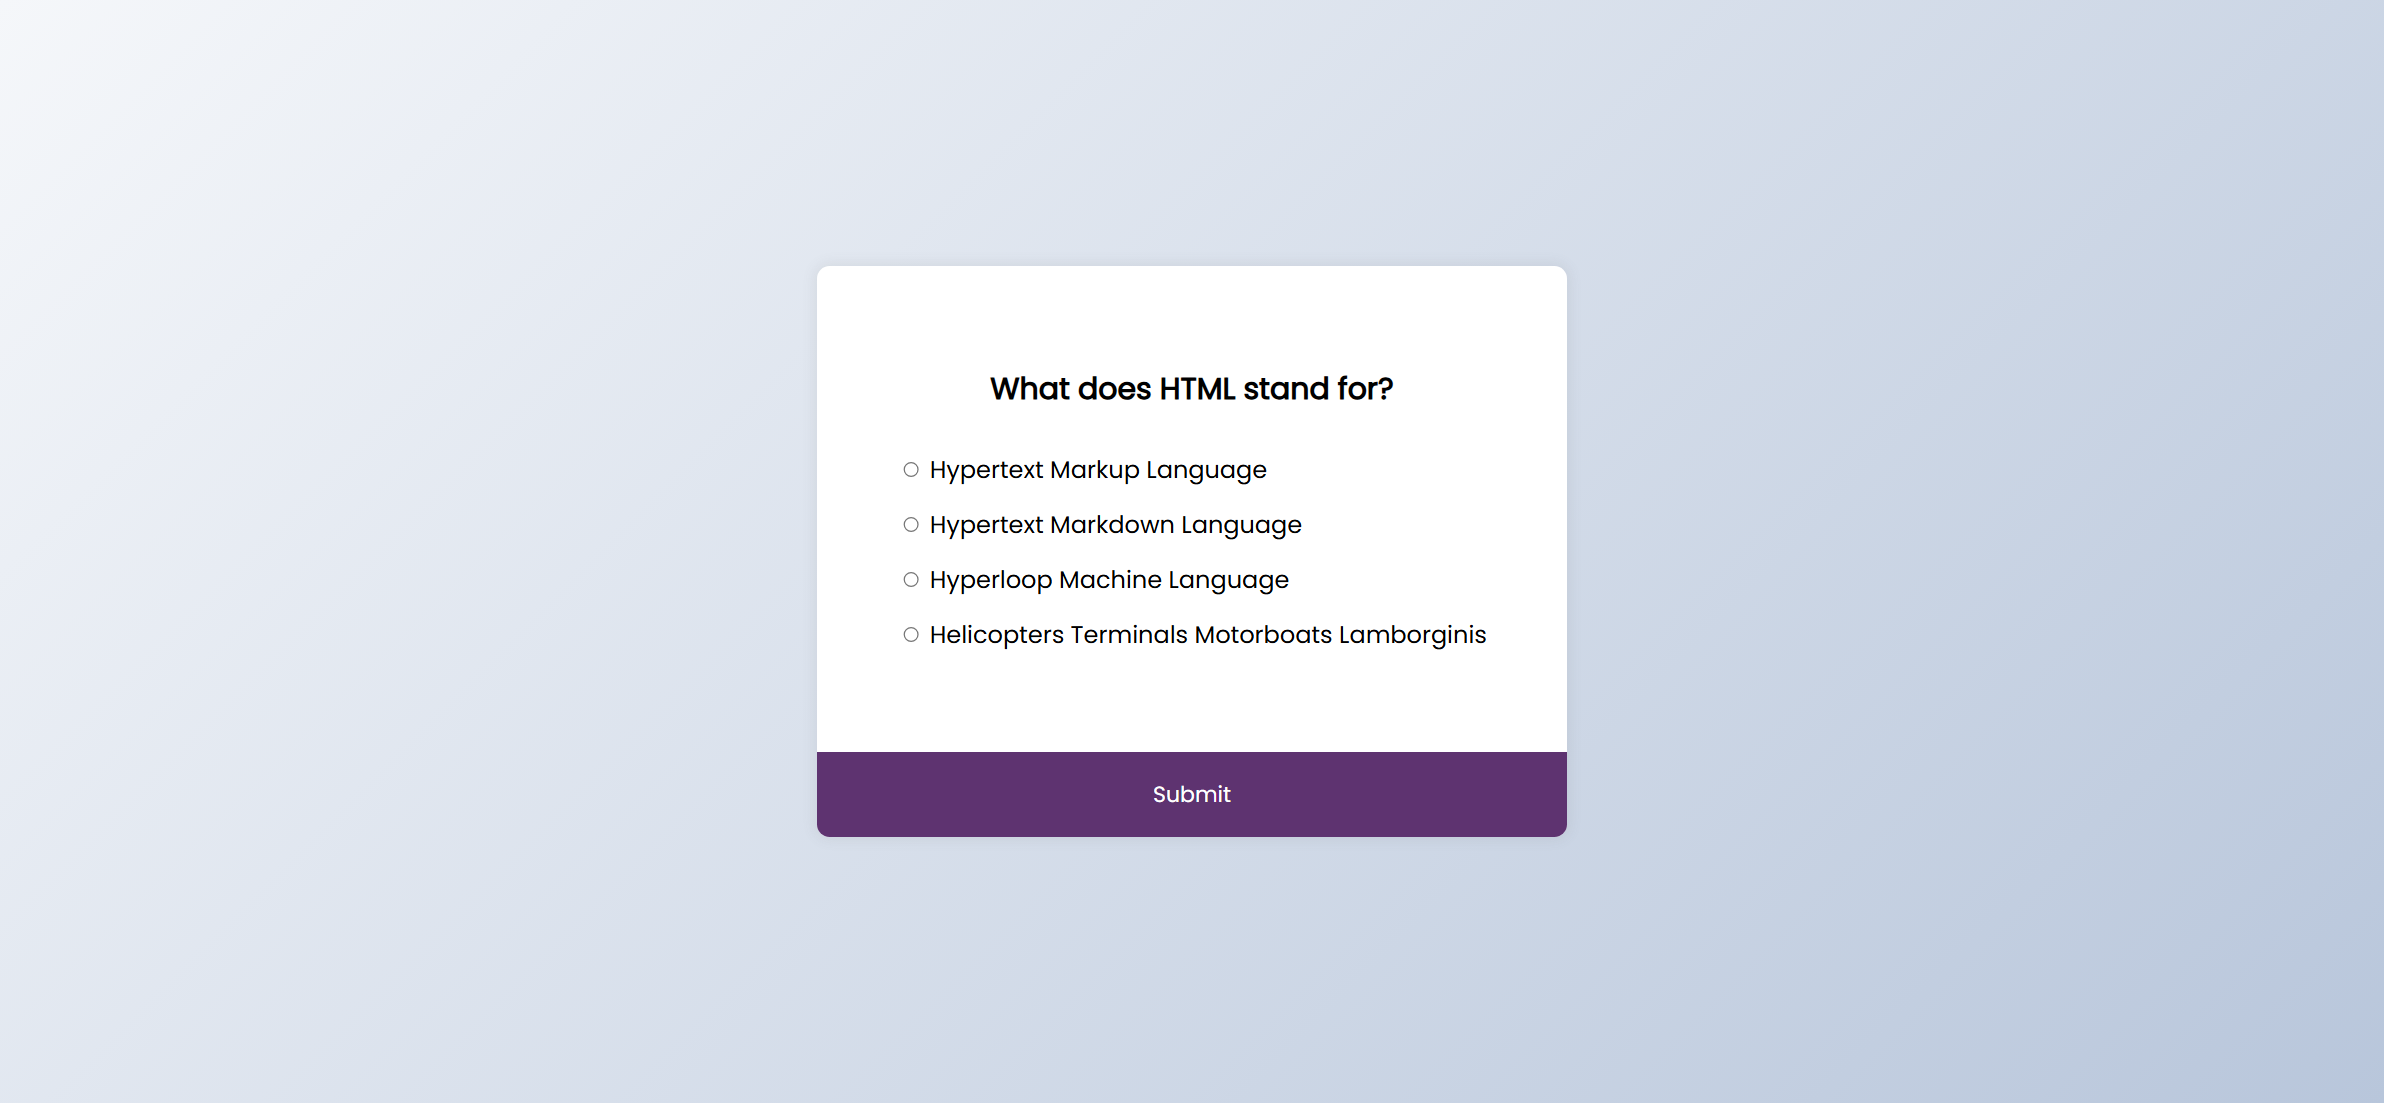 What does HTML stand for?
Hypertext Markup Language
Hypertext Markdown Language
Hyperloop Machine Language
Helicopters Terminals Motorboats Lamborginis
Submit